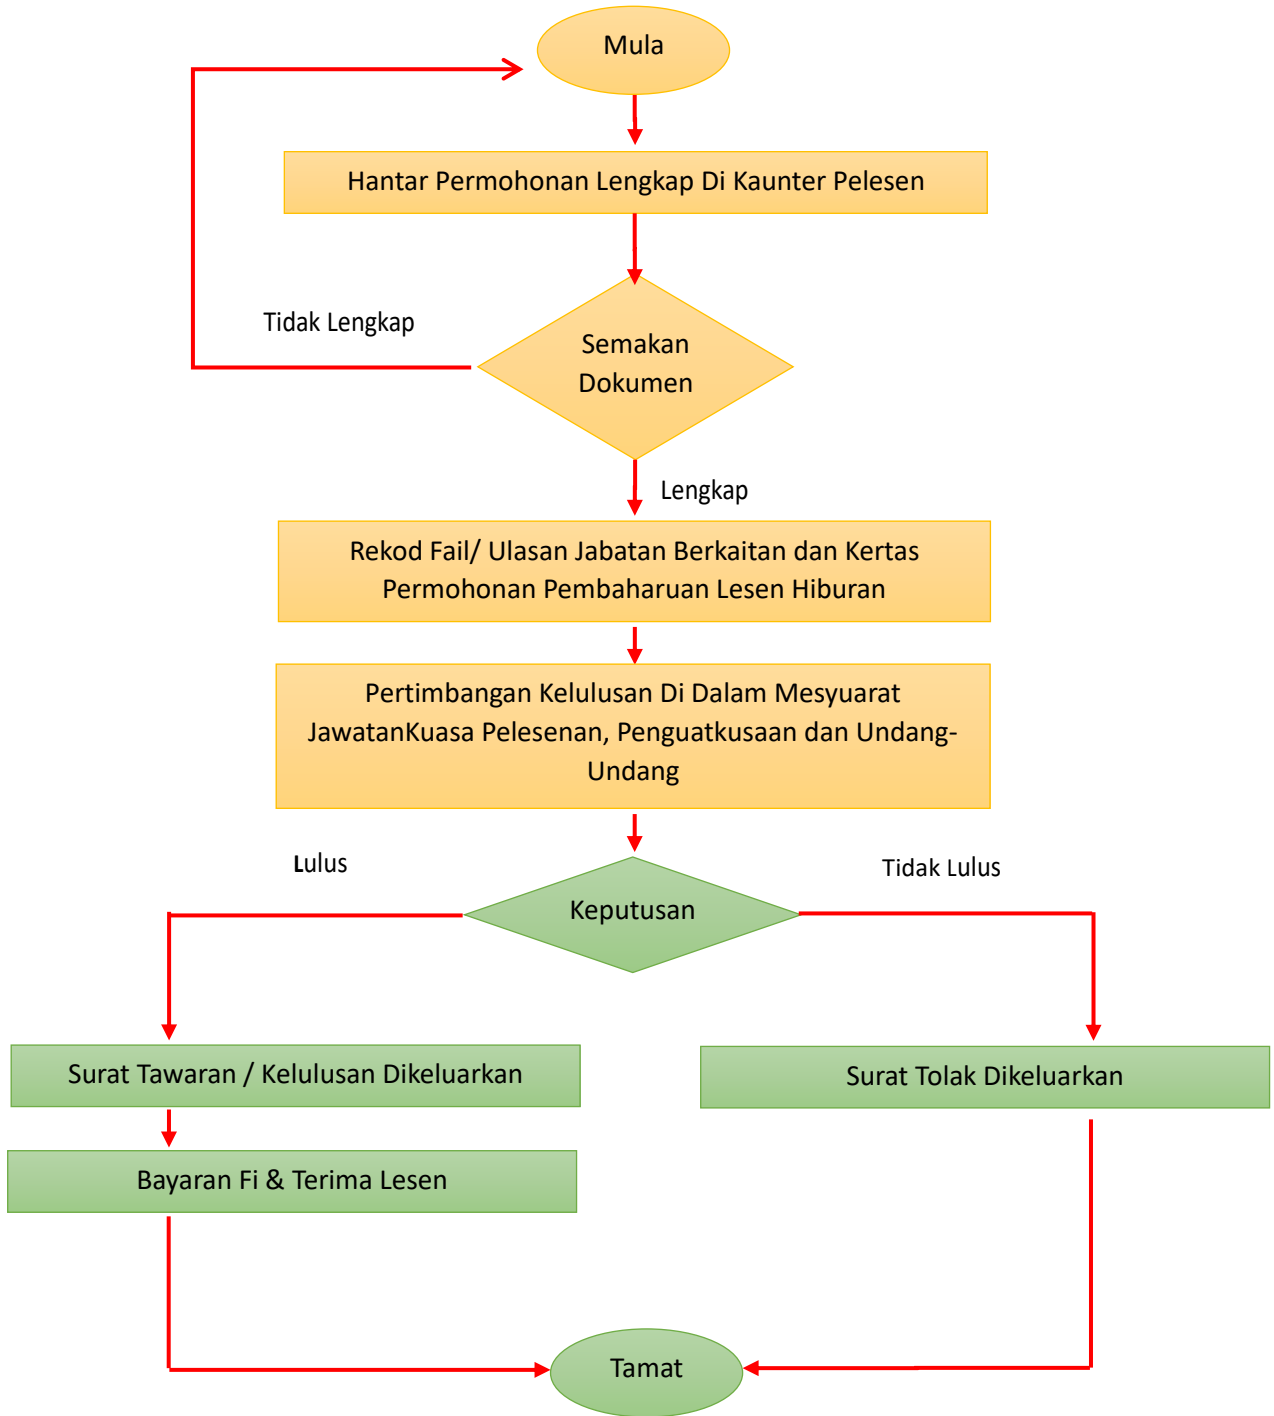 Mula
Hantar Permohonan Lengkap Di Kaunter Pelesen
Tidak Lengkap
Semakan
Dokumen
Lengkap
Rekod Fail/ Ulasan Jabatan Berkaitan dan Kertas
Permohonan Pembaharuan Lesen Hiburan
Pertimbangan Kelulusan Di Dalam Mesyuarat
JawatanKuasa Pelesenan, Penguatkusaan dan Undang-
Undang
Lulus
Tidak Lulus
Keputusan
Surat Tawaran / Kelulusan Dikeluarkan
Surat Tolak Dikeluarkan
Bayaran Fi & Terima Lesen
Tamat